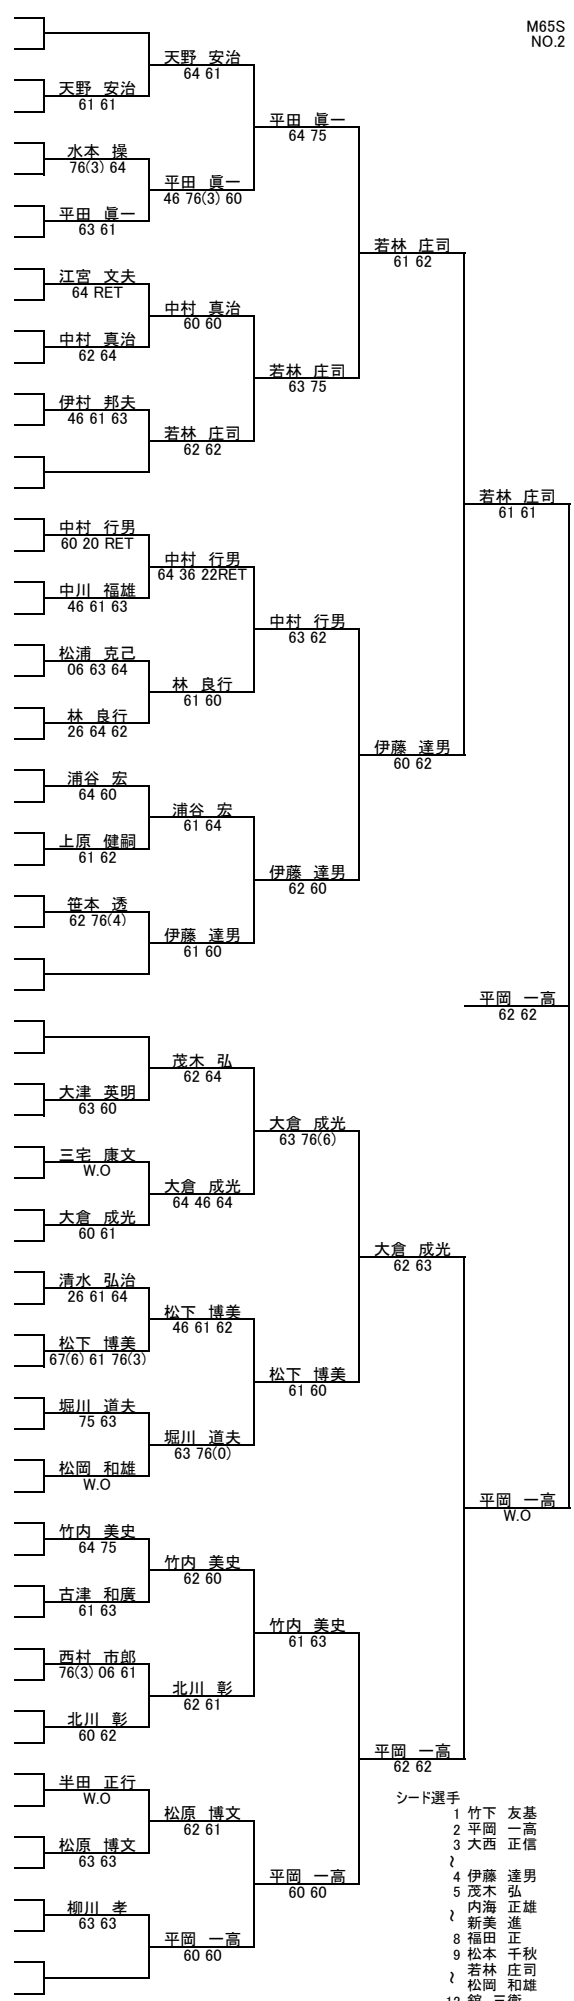 M65S
NO.2
天野 安治
64 61
天野 安治
61 61
平田 眞一
64 75
水本 操
76(3) 64
平田 眞一
46 76(3) 60
平田 眞一
63 61
若林 庄司
61 62
江宮 文夫
64 RET
中村 真治
60 60
中村 真治
62 64
若林 庄司
63 75
伊村 邦夫
46 61 63
若林 庄司
62 62
若林 庄司
61 61
中村 行男
60 20 RET
中村 行男
64 36 22RET
中川 福雄
46 61 63
中村 行男
63 62
松浦 克己
06 63 64
林 良行
61 60
林 良行
26 64 62
伊藤 達男
60 62
浦谷 宏
64 60
浦谷 宏
61 64
上原 健嗣
61 62
伊藤 達男
62 60
笹本 透
62 76(4)
伊藤 達男
61 60
平岡 一高
62 62
茂木 弘
62 64
大津 英明
63 60
大倉 成光
63 76(6)
三宅 康文
W.O
大倉 成光
64 46 64
大倉 成光
60 61
大倉 成光
62 63
清水 弘治
26 61 64
松下 博美
46 61 62
松下 博美
67(6) 61 76(3)
松下 博美
61 60
堀川 道夫
75 63
堀川 道夫
63 76(0)
松岡 和雄
W.O
平岡 一高
W.O
竹内 美史
64 75
竹内 美史
62 60
古津 和廣
61 63
竹内 美史
61 63
西村 市郎
76(3) 06 61
北川 彰
62 61
北川 彰
60 62
平岡 一高
62 62
半田 正行
W.O
松原 博文
62 61
松原 博文
63 63
平岡 一高
60 60
柳川 孝
63 63
平岡 一高
60 60
シード選手
1 竹下 友基
2 平岡 一高
3 大西 正信
～
4 伊藤 達男
5 茂木 弘
内海 正雄
～ 新美 進
8 福田 正
9 松本 千秋
若林 庄司
～ 松岡 和雄
12 舘 三衛